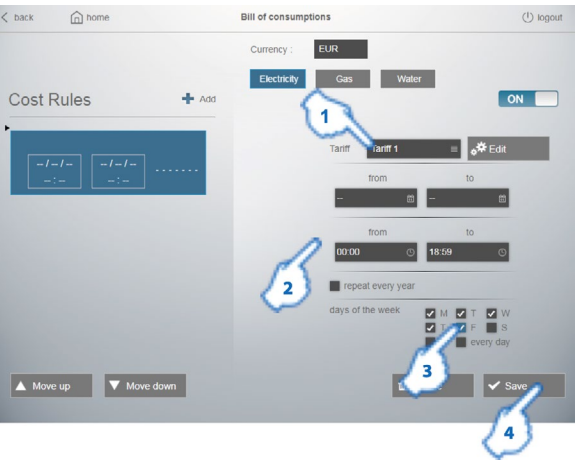 back
home
Bill of consumptions
logout
Currency :
EUR
Electricity
Gas
Water
Cost Rules
Add
ON
1
Tariff
Tariff 1
Edit
-- / -- / --
-- : --
-- / -- / --
-- : --
- - - - - - -
from
to
--
--
from
to
00:00
18:59
2
repeat every year
days of the week
M
T
W
T
F
S
every day
3
Move up
Move down
Save
4